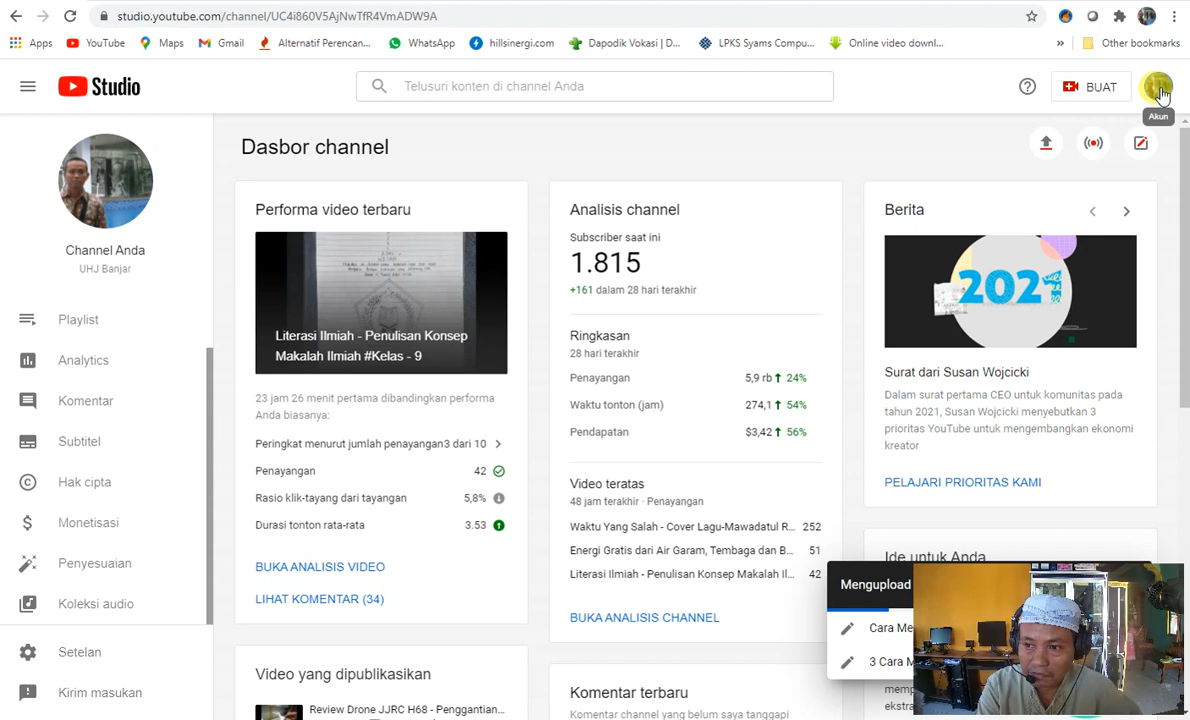 studio.youtube.com/channel/UC4i860V5AjNwTfR4VmADW9A
Apps
YouTube
Maps
Gmail
Alternatif Perencan...
WhatsApp
hillsinergi.com
Dapodik Vokasi | D...
LPKS Syams Compu...
Online video downl...
»
Other bookmarks
Studio
Telusuri konten di channel Anda
BUAT
Akun
Channel Anda
UHJ Banjar
Playlist
Analytics
Komentar
Subtitel
Hak cipta
Monetisasi
Penyesuaian
Koleksi audio
Setelan
Kirim masukan
Dasbor channel
Performa video terbaru
Literasi Ilmiah - Penulisan Konsep
Makalah Ilmiah #Kelas - 9
23 jam 26 menit pertama dibandingkan performa
Anda biasanya:
Peringkat menurut jumlah penayangan3 dari 10
Penayangan 42
Rasio klik-tayang dari tayangan 5,8%
Durasi tonton rata-rata 3.53
BUKA ANALISIS VIDEO
LIHAT KOMENTAR (34)
Video yang dipublikasikan
Review Drone JJRC H68 - Penggantian...
Analisis channel
Subscriber saat ini
1.815
+161 dalam 28 hari terakhir
Ringkasan
28 hari terakhir
Penayangan 5,9 rb 24%
Waktu tonton (jam) 274,1 54%
Pendapatan $3,42 56%
Video teratas
48 jam terakhir · Penayangan
Waktu Yang Salah - Cover Lagu-Mawadatul R... 252
Energi Gratis dari Air Garam, Tembaga dan B... 51
Literasi Ilmiah - Penulisan Konsep Makalah Il... 42
BUKA ANALISIS CHANNEL
Komentar terbaru
Komentar channel yang belum saya tanggapi
Berita
2021
Surat dari Susan Wojcicki
Dalam surat pertama CEO untuk komunitas pada
tahun 2021, Susan Wojcicki menyebutkan 3
prioritas YouTube untuk mengembangkan ekonomi
kreator
PELAJARI PRIORITAS KAMI
Ide untuk Anda
Mengupload
Cara Me
3 Cara M